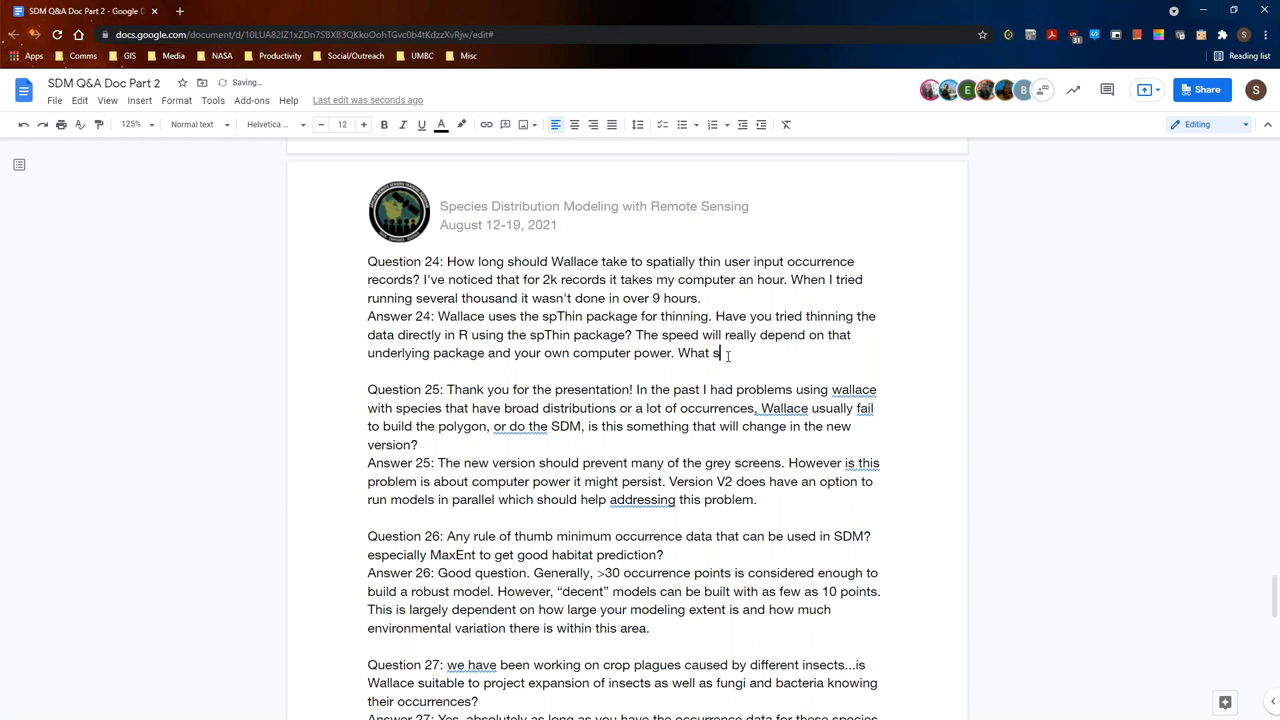 SDM Q&A Doc Part 2 - Google D
docs.google.com/document/d/10LUA82IZ1xZDn7SBXB3QKkoOohTGvc0b4tKdzzXvRjw/edit#
Apps Comms GIS Media NASA Productivity Social/Outreach UMBC Misc Reading list
SDM Q&A Doc Part 2 Saving...
File Edit View Insert Format Tools Add-ons Help Last edit was seconds ago
E B Share S
125% Normal text Helvetica ... 12 B I U A Editing
Species Distribution Modeling with Remote Sensing
August 12-19, 2021
Question 24: How long should Wallace take to spatially thin user input occurrence
records? I've noticed that for 2k records it takes my computer an hour. When I tried
running several thousand it wasn't done in over 9 hours.
Answer 24: Wallace uses the spThin package for thinning. Have you tried thinning the
data directly in R using the spThin package? The speed will really depend on that
underlying package and your own computer power. What s
Question 25: Thank you for the presentation! In the past I had problems using wallace
with species that have broad distributions or a lot of occurrences, Wallace usually fail
to build the polygon, or do the SDM, is this something that will change in the new
version?
Answer 25: The new version should prevent many of the grey screens. However is this
problem is about computer power it might persist. Version V2 does have an option to
run models in parallel which should help addressing this problem.
Question 26: Any rule of thumb minimum occurrence data that can be used in SDM?
especially MaxEnt to get good habitat prediction?
Answer 26: Good question. Generally, >30 occurrence points is considered enough to
build a robust model. However, “decent” models can be built with as few as 10 points.
This is largely dependent on how large your modeling extent is and how much
environmental variation there is within this area.
Question 27: we have been working on crop plagues caused by different insects...is
Wallace suitable to project expansion of insects as well as fungi and bacteria knowing
their occurrences?
Answer 27: Yes, absolutely as long as you have the occurrence data for these species